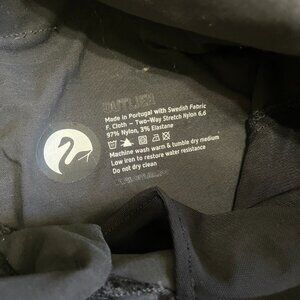 OUTLIER
Made in Portugal with Swedish Fabric
F. Cloth – Two-Way Stretch Nylon 6,6
97% Nylon, 3% Elastane
Machine wash warm & tumble dry medium
Low iron to restore water resistance
Do not dry clean